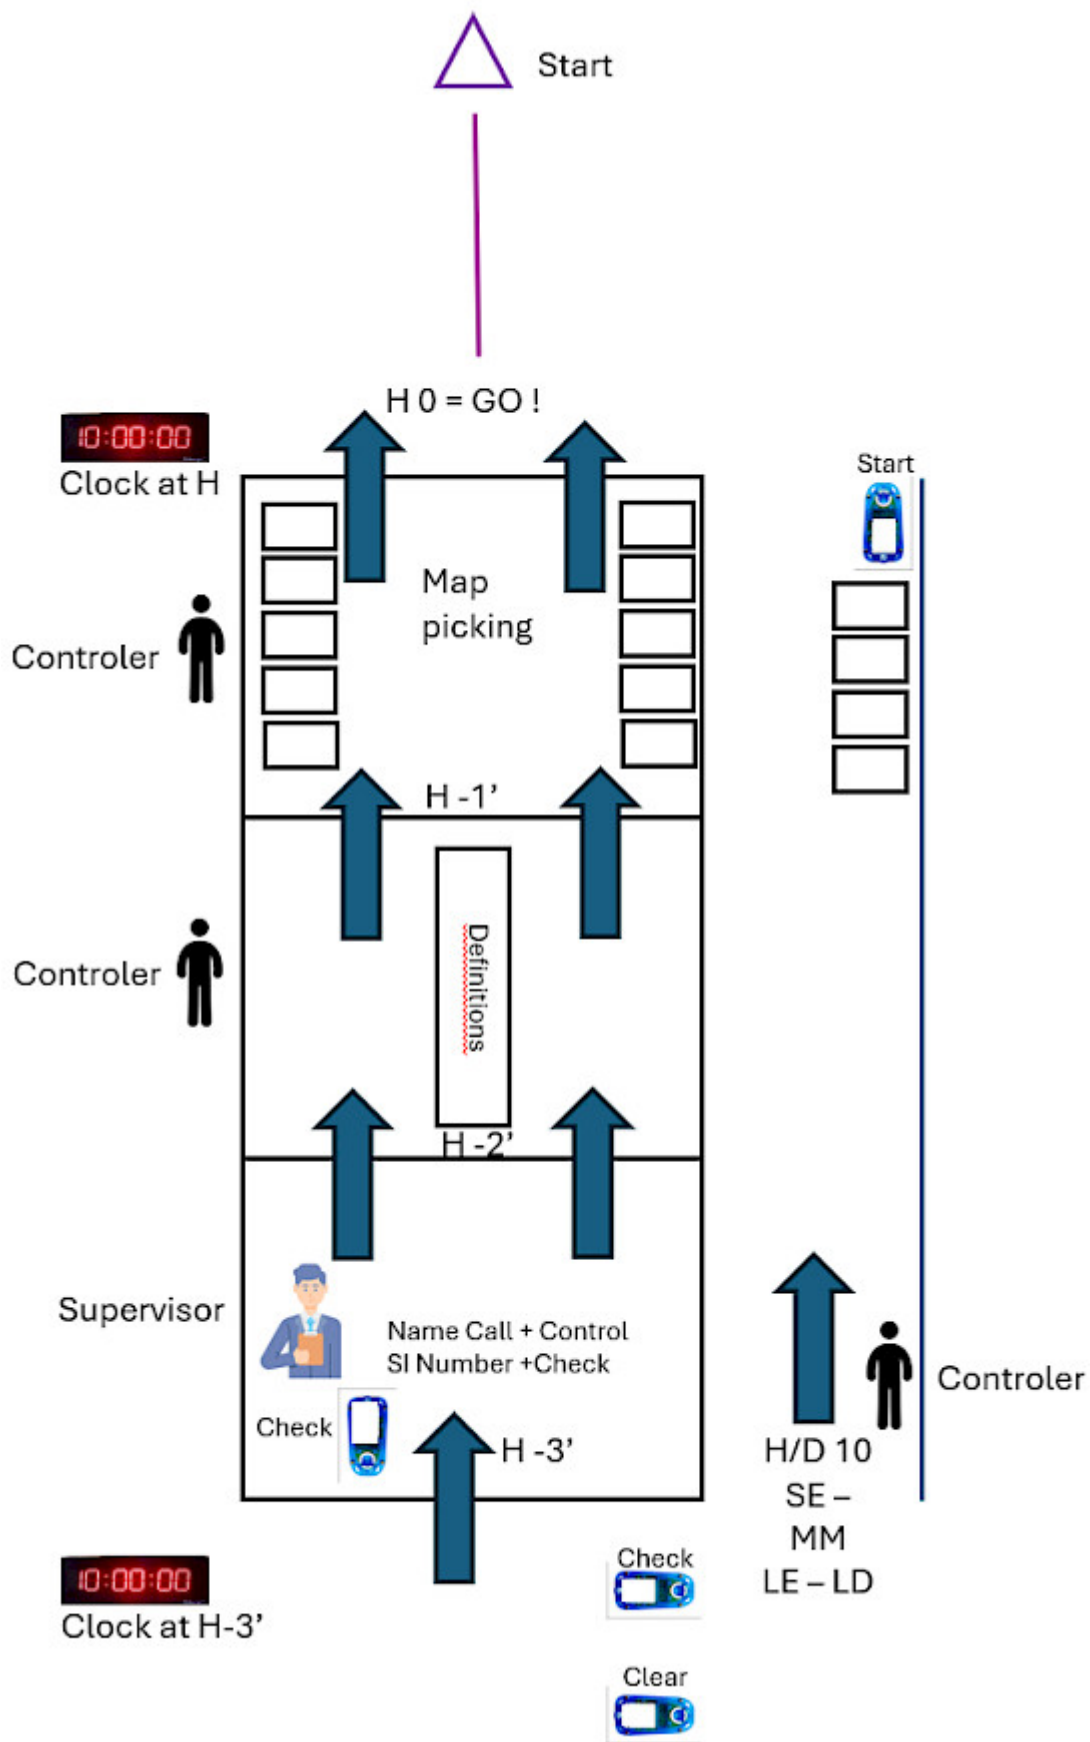 Start
H 0 = GO !
10:00:00
Clock at H
Start
Map
picking
Controler
H -1’
Controler
Definitions
H -2’
Supervisor
Name Call + Control
SI Number +Check
Controler
Check
H -3’
H/D 10
SE –
MM
LE – LD
10:00:00
Clock at H-3’
Check
Clear